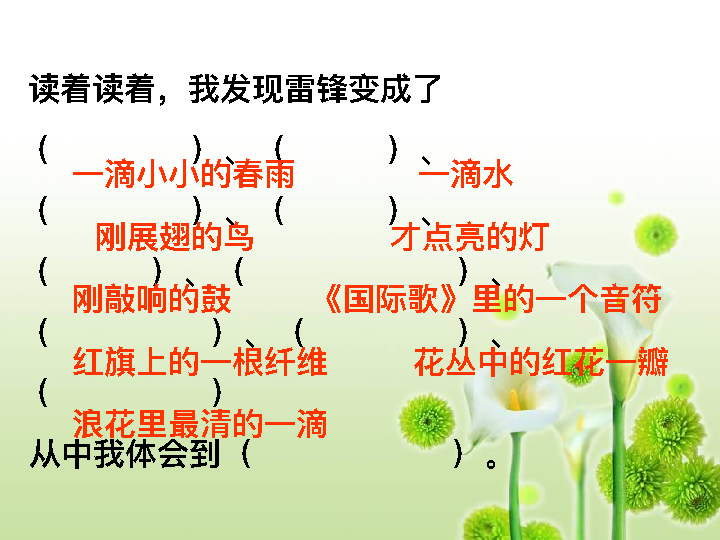 读着读着，我发现雷锋变成了
（　　　　）、（　　　）、
一滴小小的春雨　　　一滴水
（　　　　）、（　　　）、
刚展翅的鸟　　　才点亮的灯
（　　　）、（　　　　　　）、
刚敲响的鼓　　《国际歌》里的一个音符
（　　　　　）、（　　　　）、
红旗上的一根纤维　　花丛中的红花一瓣
（　　　　　）
浪花里最清的一滴
从中我体会到（　　　　　　）。